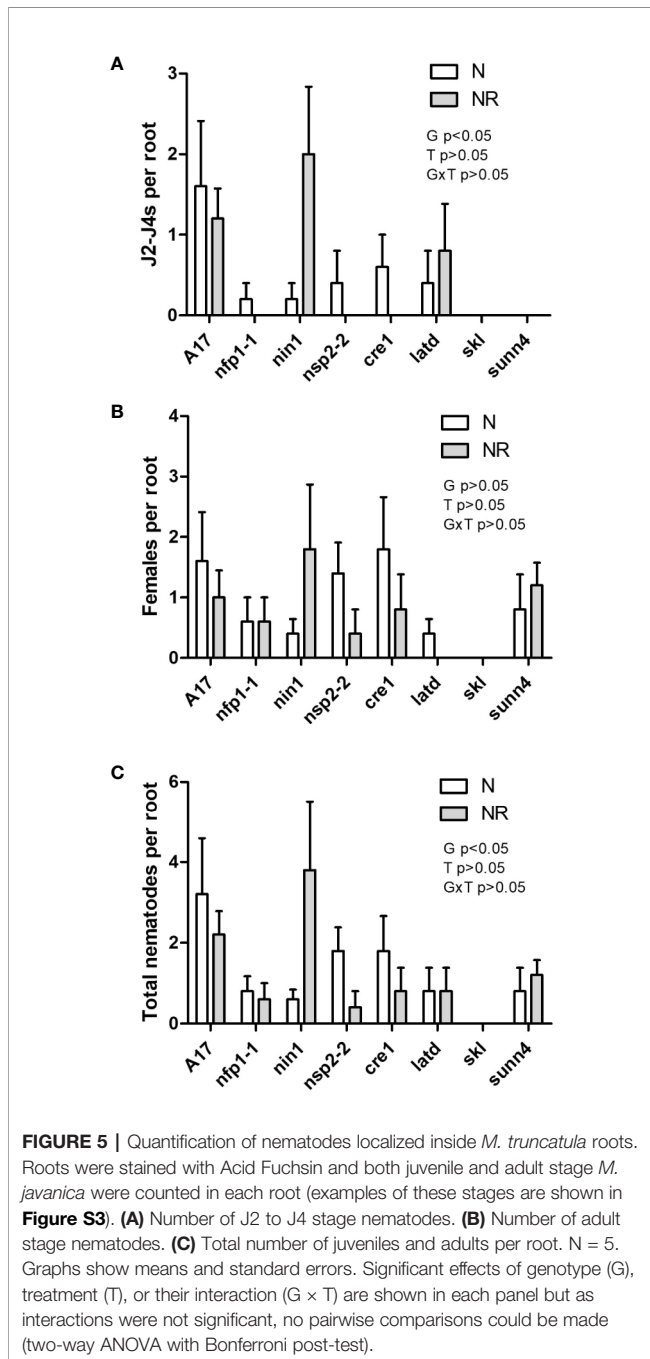 A
3
2
1
0
J2-J4s per root
N
NR
G p<0.05
T p>0.05
GxT p>0.05
A17
nfp1-1
nin1
nsp2-2
cre1
latd
skl
sunn4
B
4
3
2
1
0
Females per root
N
NR
G p>0.05
T p>0.05
GxT p>0.05
A17
nfp1-1
nin1
nsp2-2
cre1
latd
skl
sunn4
C
6
4
2
0
Total nematodes per root
N
NR
G p<0.05
T p>0.05
GxT p>0.05
A17
nfp1-1
nin1
nsp2-2
cre1
latd
skl
sunn4
FIGURE 5 | Quantification of nematodes localized inside M. truncatula roots.
Roots were stained with Acid Fuchsin and both juvenile and adult stage M.
javanica were counted in each root (examples of these stages are shown in
Figure S3). (A) Number of J2 to J4 stage nematodes. (B) Number of adult
stage nematodes. (C) Total number of juveniles and adults per root. N = 5.
Graphs show means and standard errors. Significant effects of genotype (G),
treatment (T), or their interaction (G × T) are shown in each panel but as
interactions were not significant, no pairwise comparisons could be made
(two-way ANOVA with Bonferroni post-test).